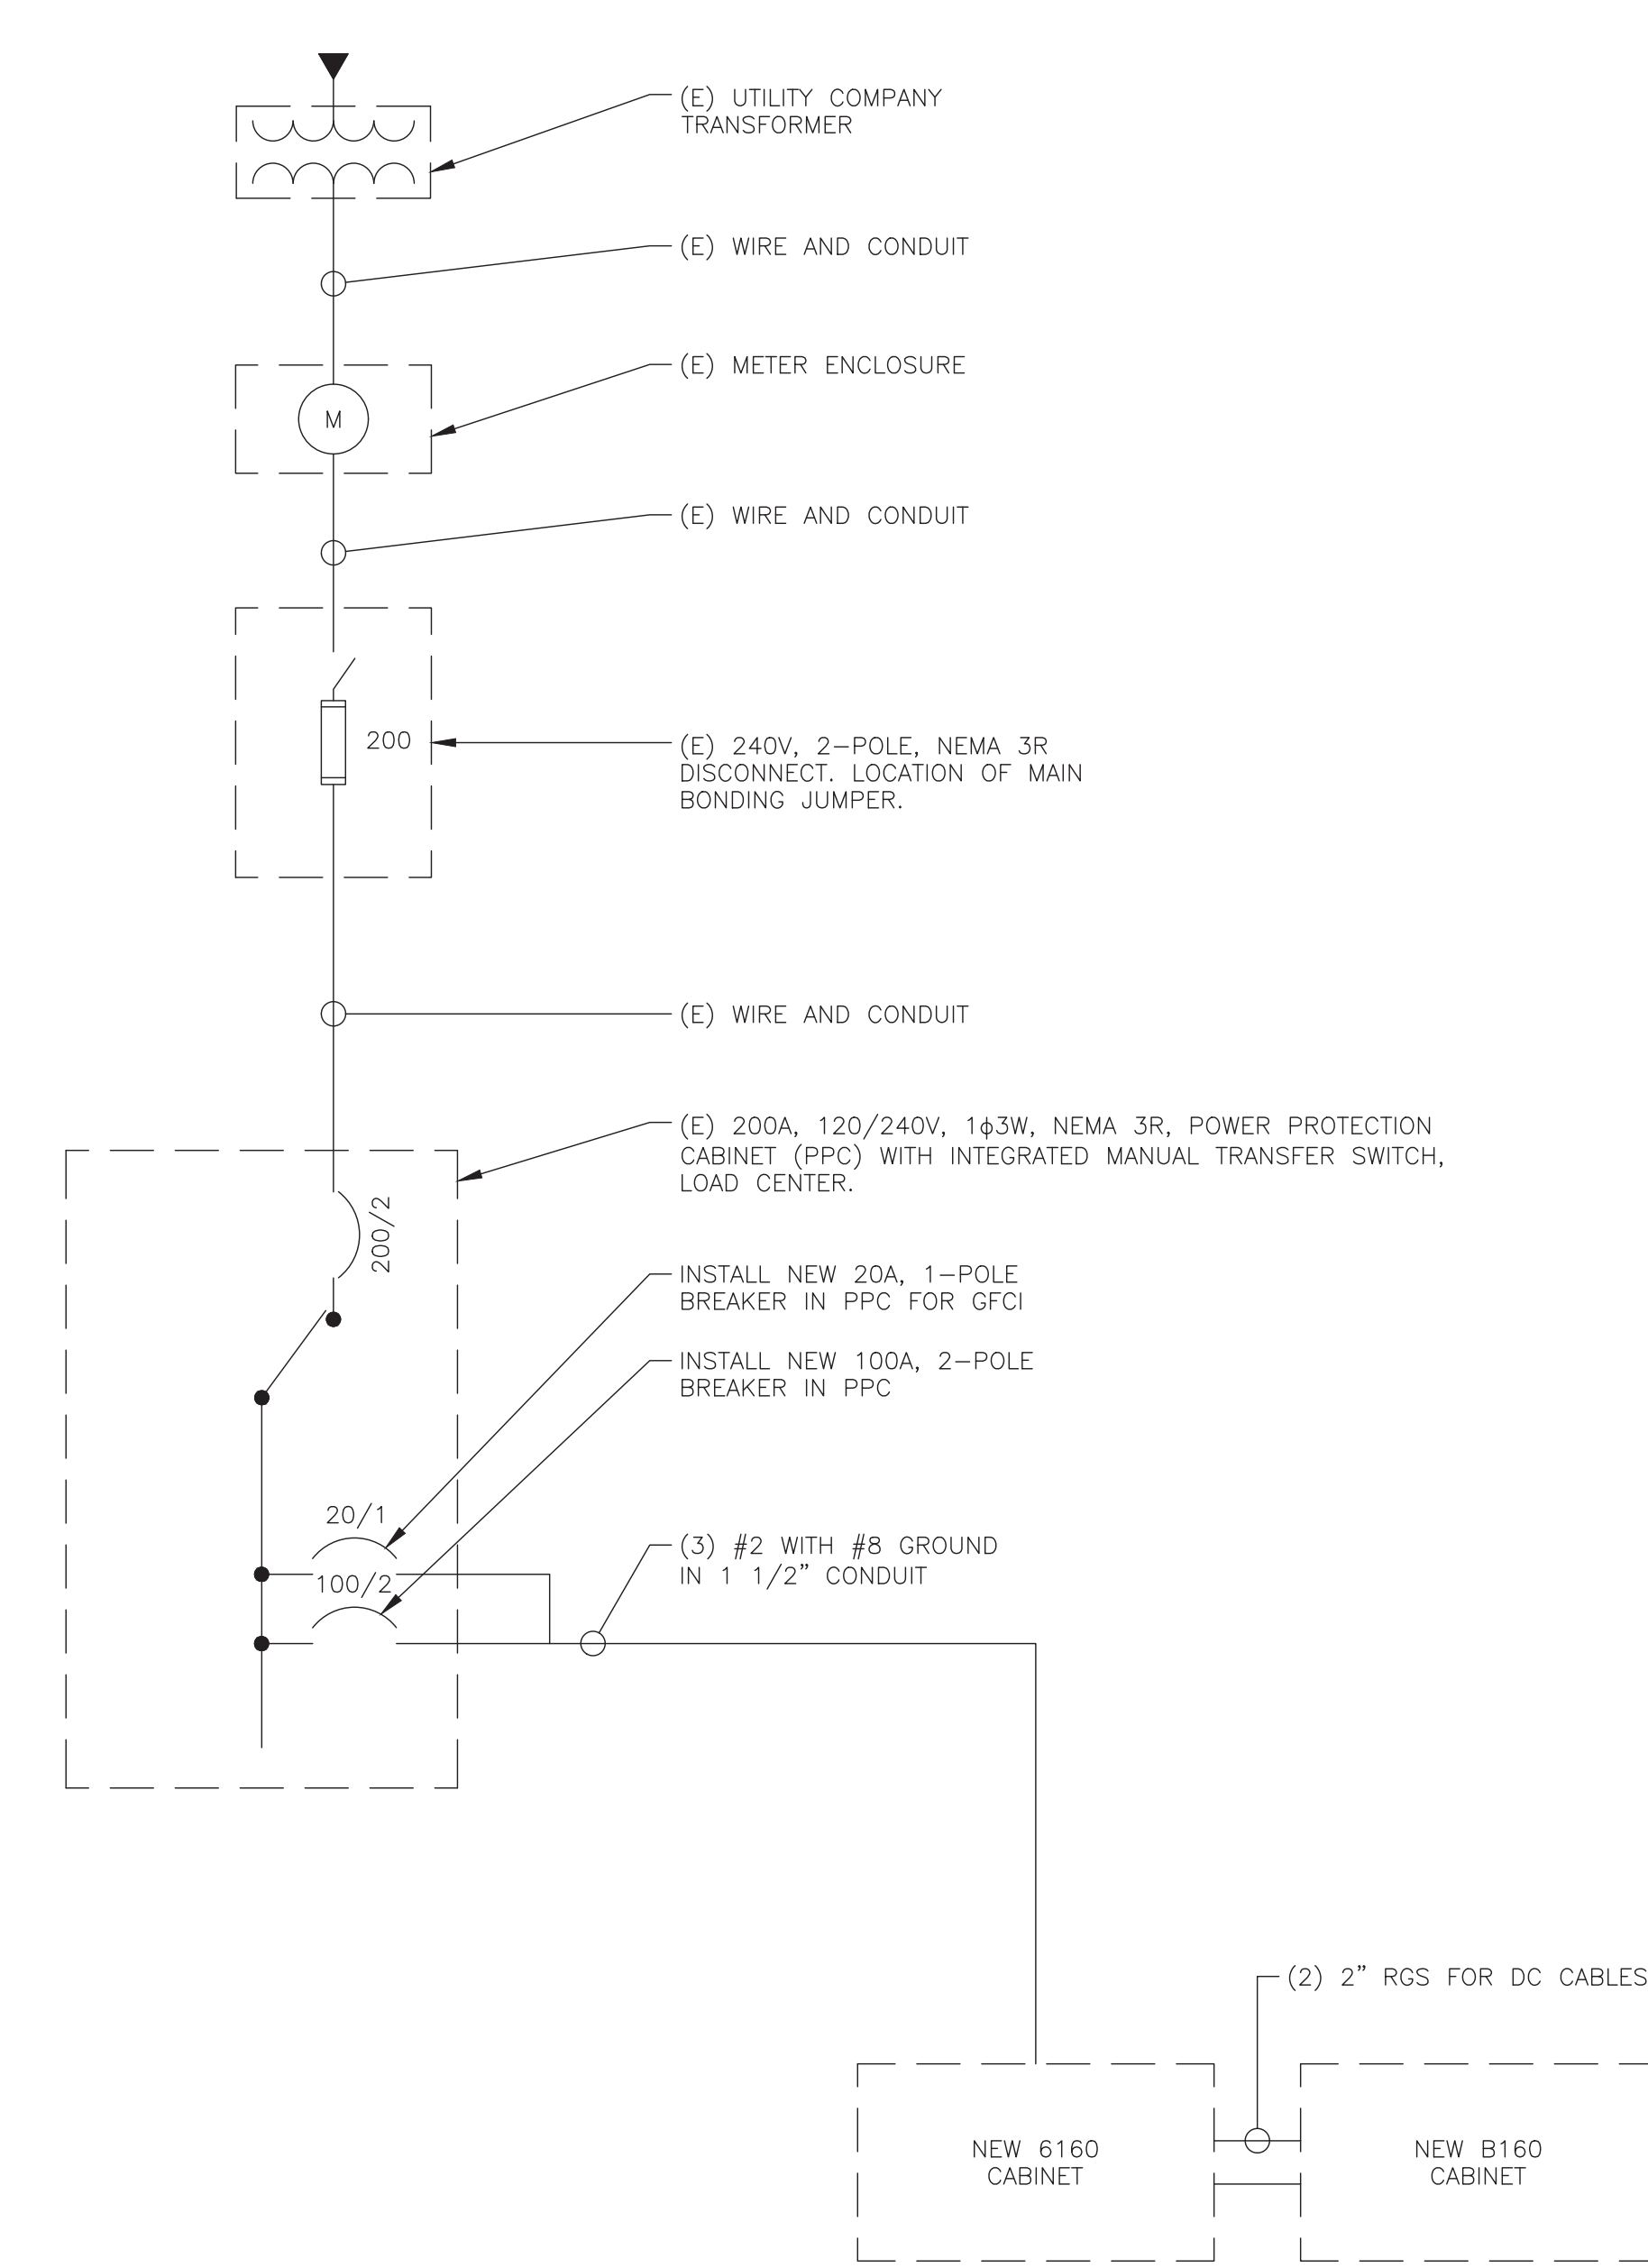 (E) UTILITY COMPANY
TRANSFORMER
(E) WIRE AND CONDUIT
(E) METER ENCLOSURE
M
(E) WIRE AND CONDUIT
200
(E) 240V, 2-POLE, NEMA 3R
DISCONNECT. LOCATION OF MAIN
BONDING JUMPER.
(E) WIRE AND CONDUIT
(E) 200A, 120/240V, 1ϕ3W, NEMA 3R, POWER PROTECTION
CABINET (PPC) WITH INTEGRATED MANUAL TRANSFER SWITCH,
LOAD CENTER.
200/2
INSTALL NEW 20A, 1-POLE
BREAKER IN PPC FOR GFCI
INSTALL NEW 100A, 2-POLE
BREAKER IN PPC
20/1
100/2
(3) #2 WITH #8 GROUND
IN 1 1/2" CONDUIT
(2) 2" RGS FOR DC CABLES
NEW 6160
CABINET
NEW B160
CABINET